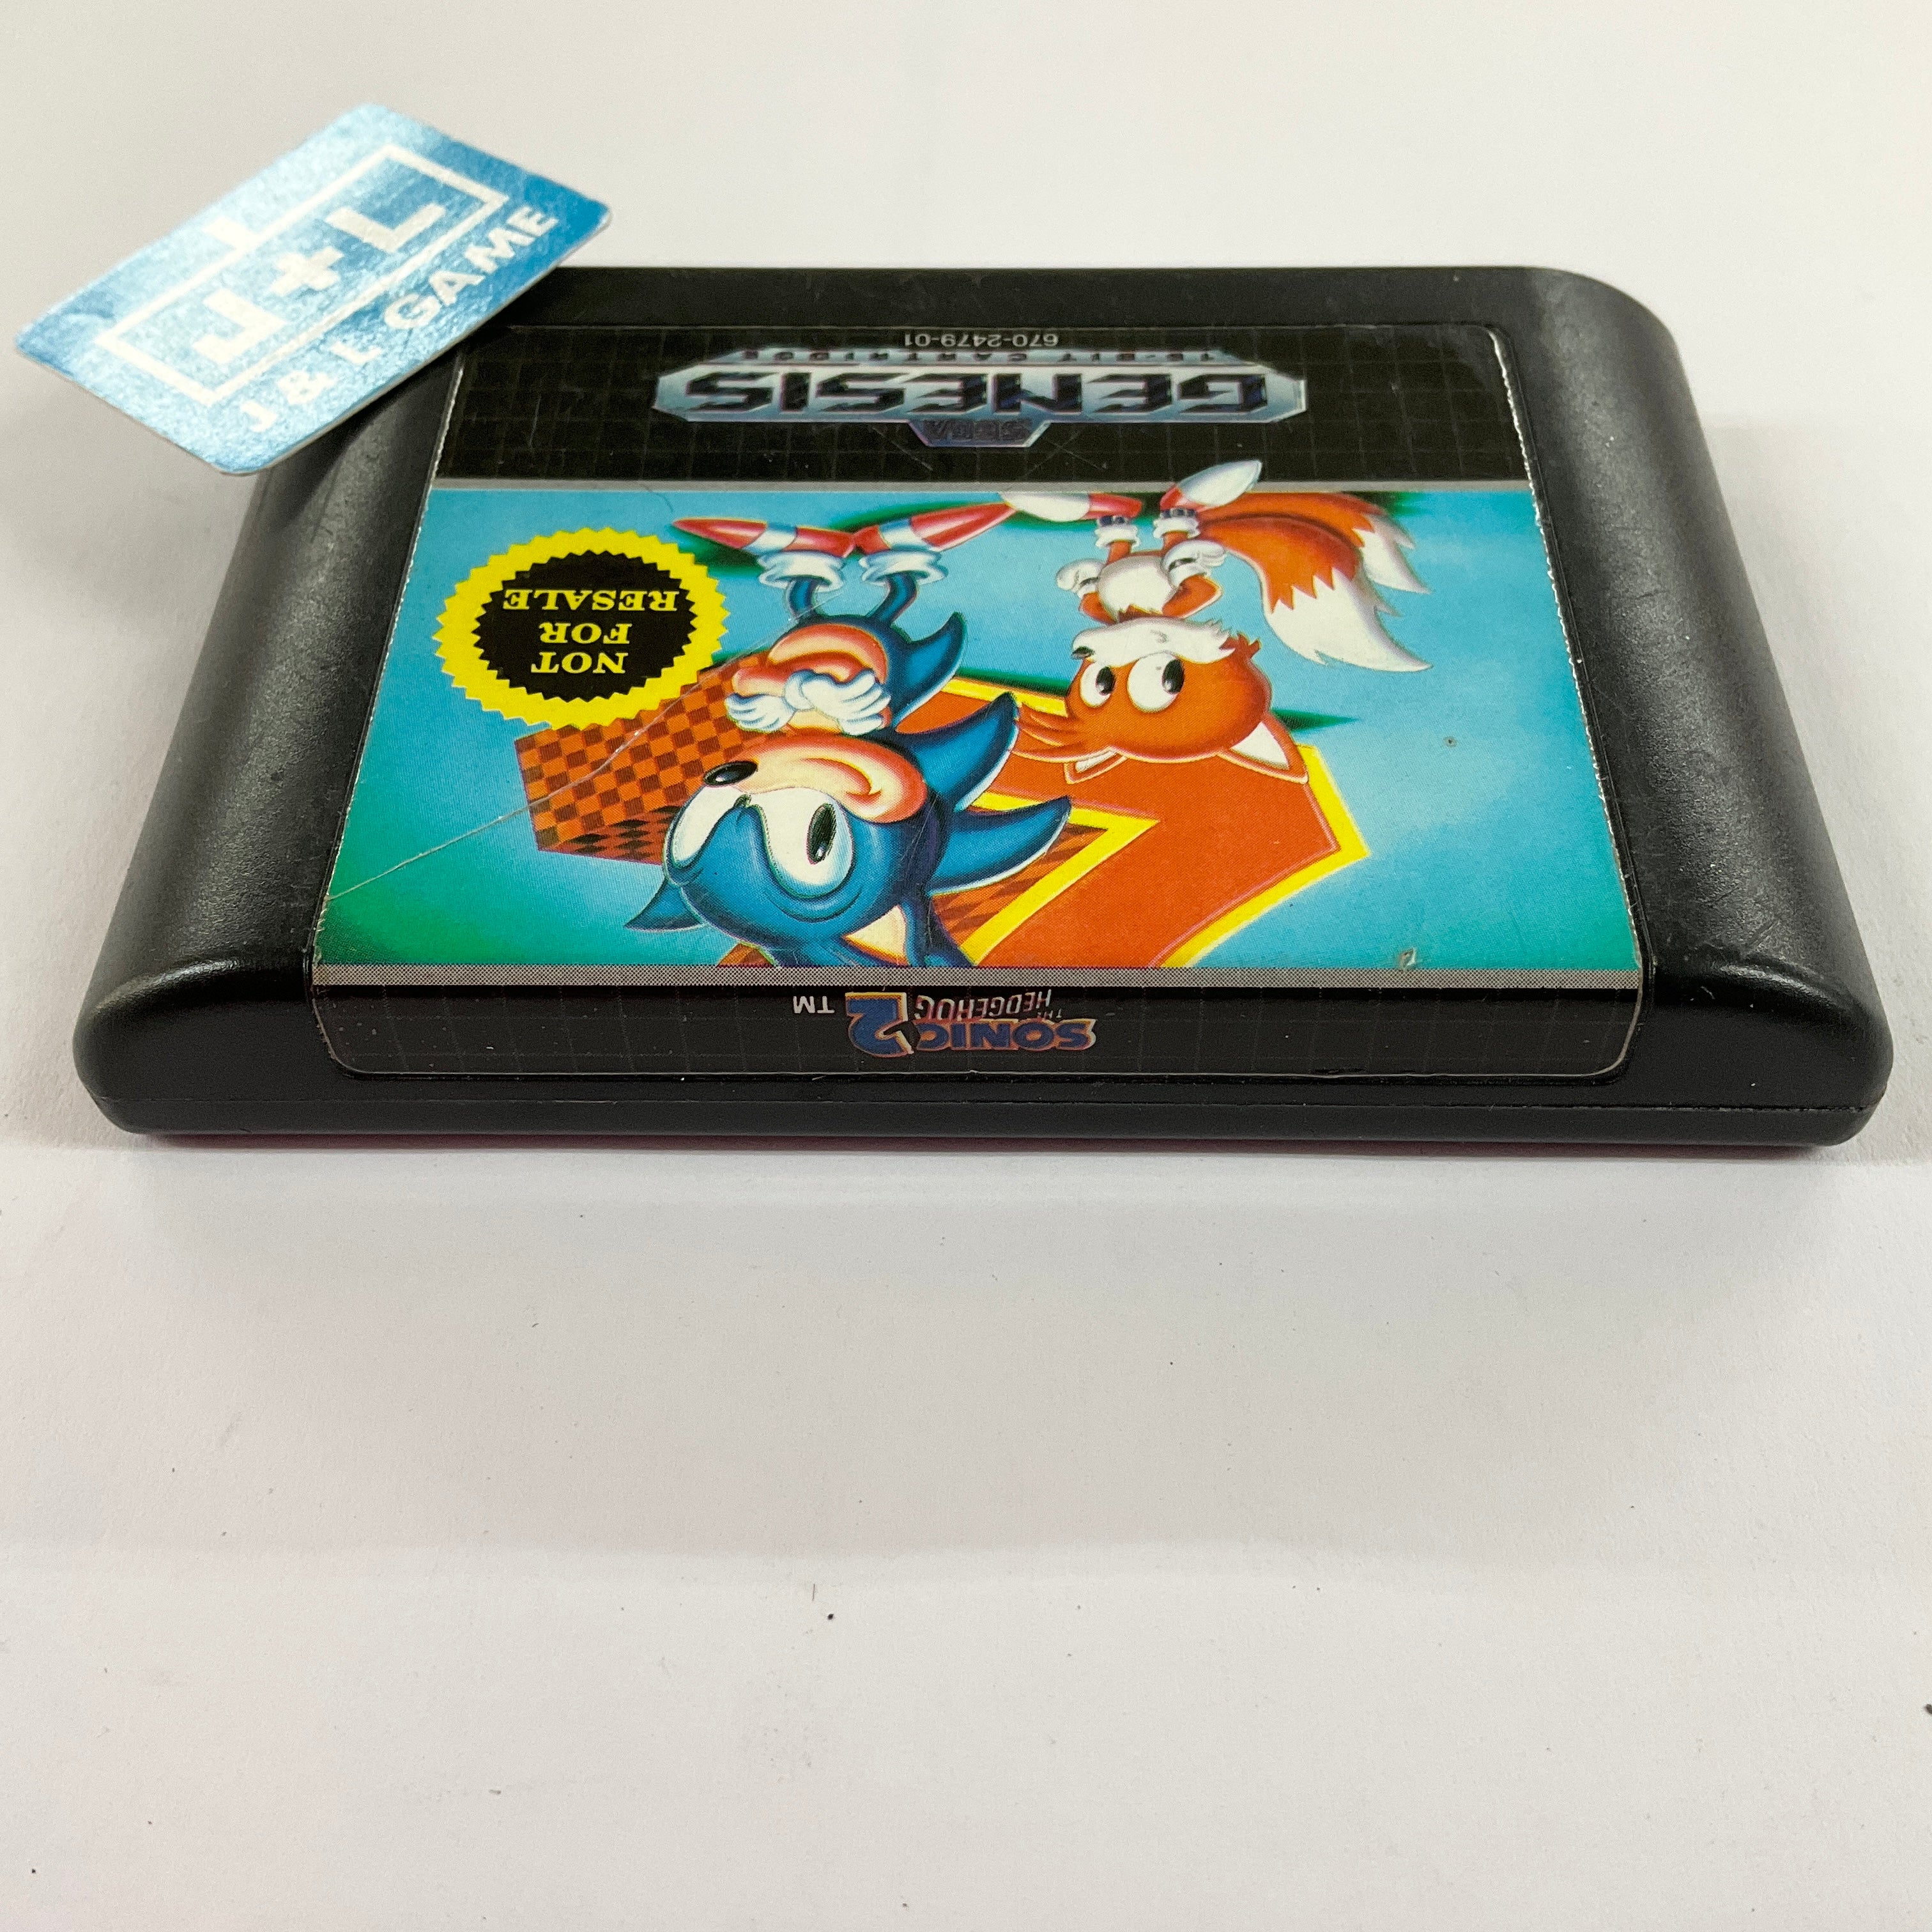 J+L
J & L GAME
670-2479-01
16-BIT CARTRIDGE
GENESIS
SEGA
NOT
FOR
RESALE
SONIC 2
THE
HEDGEHOG
TM